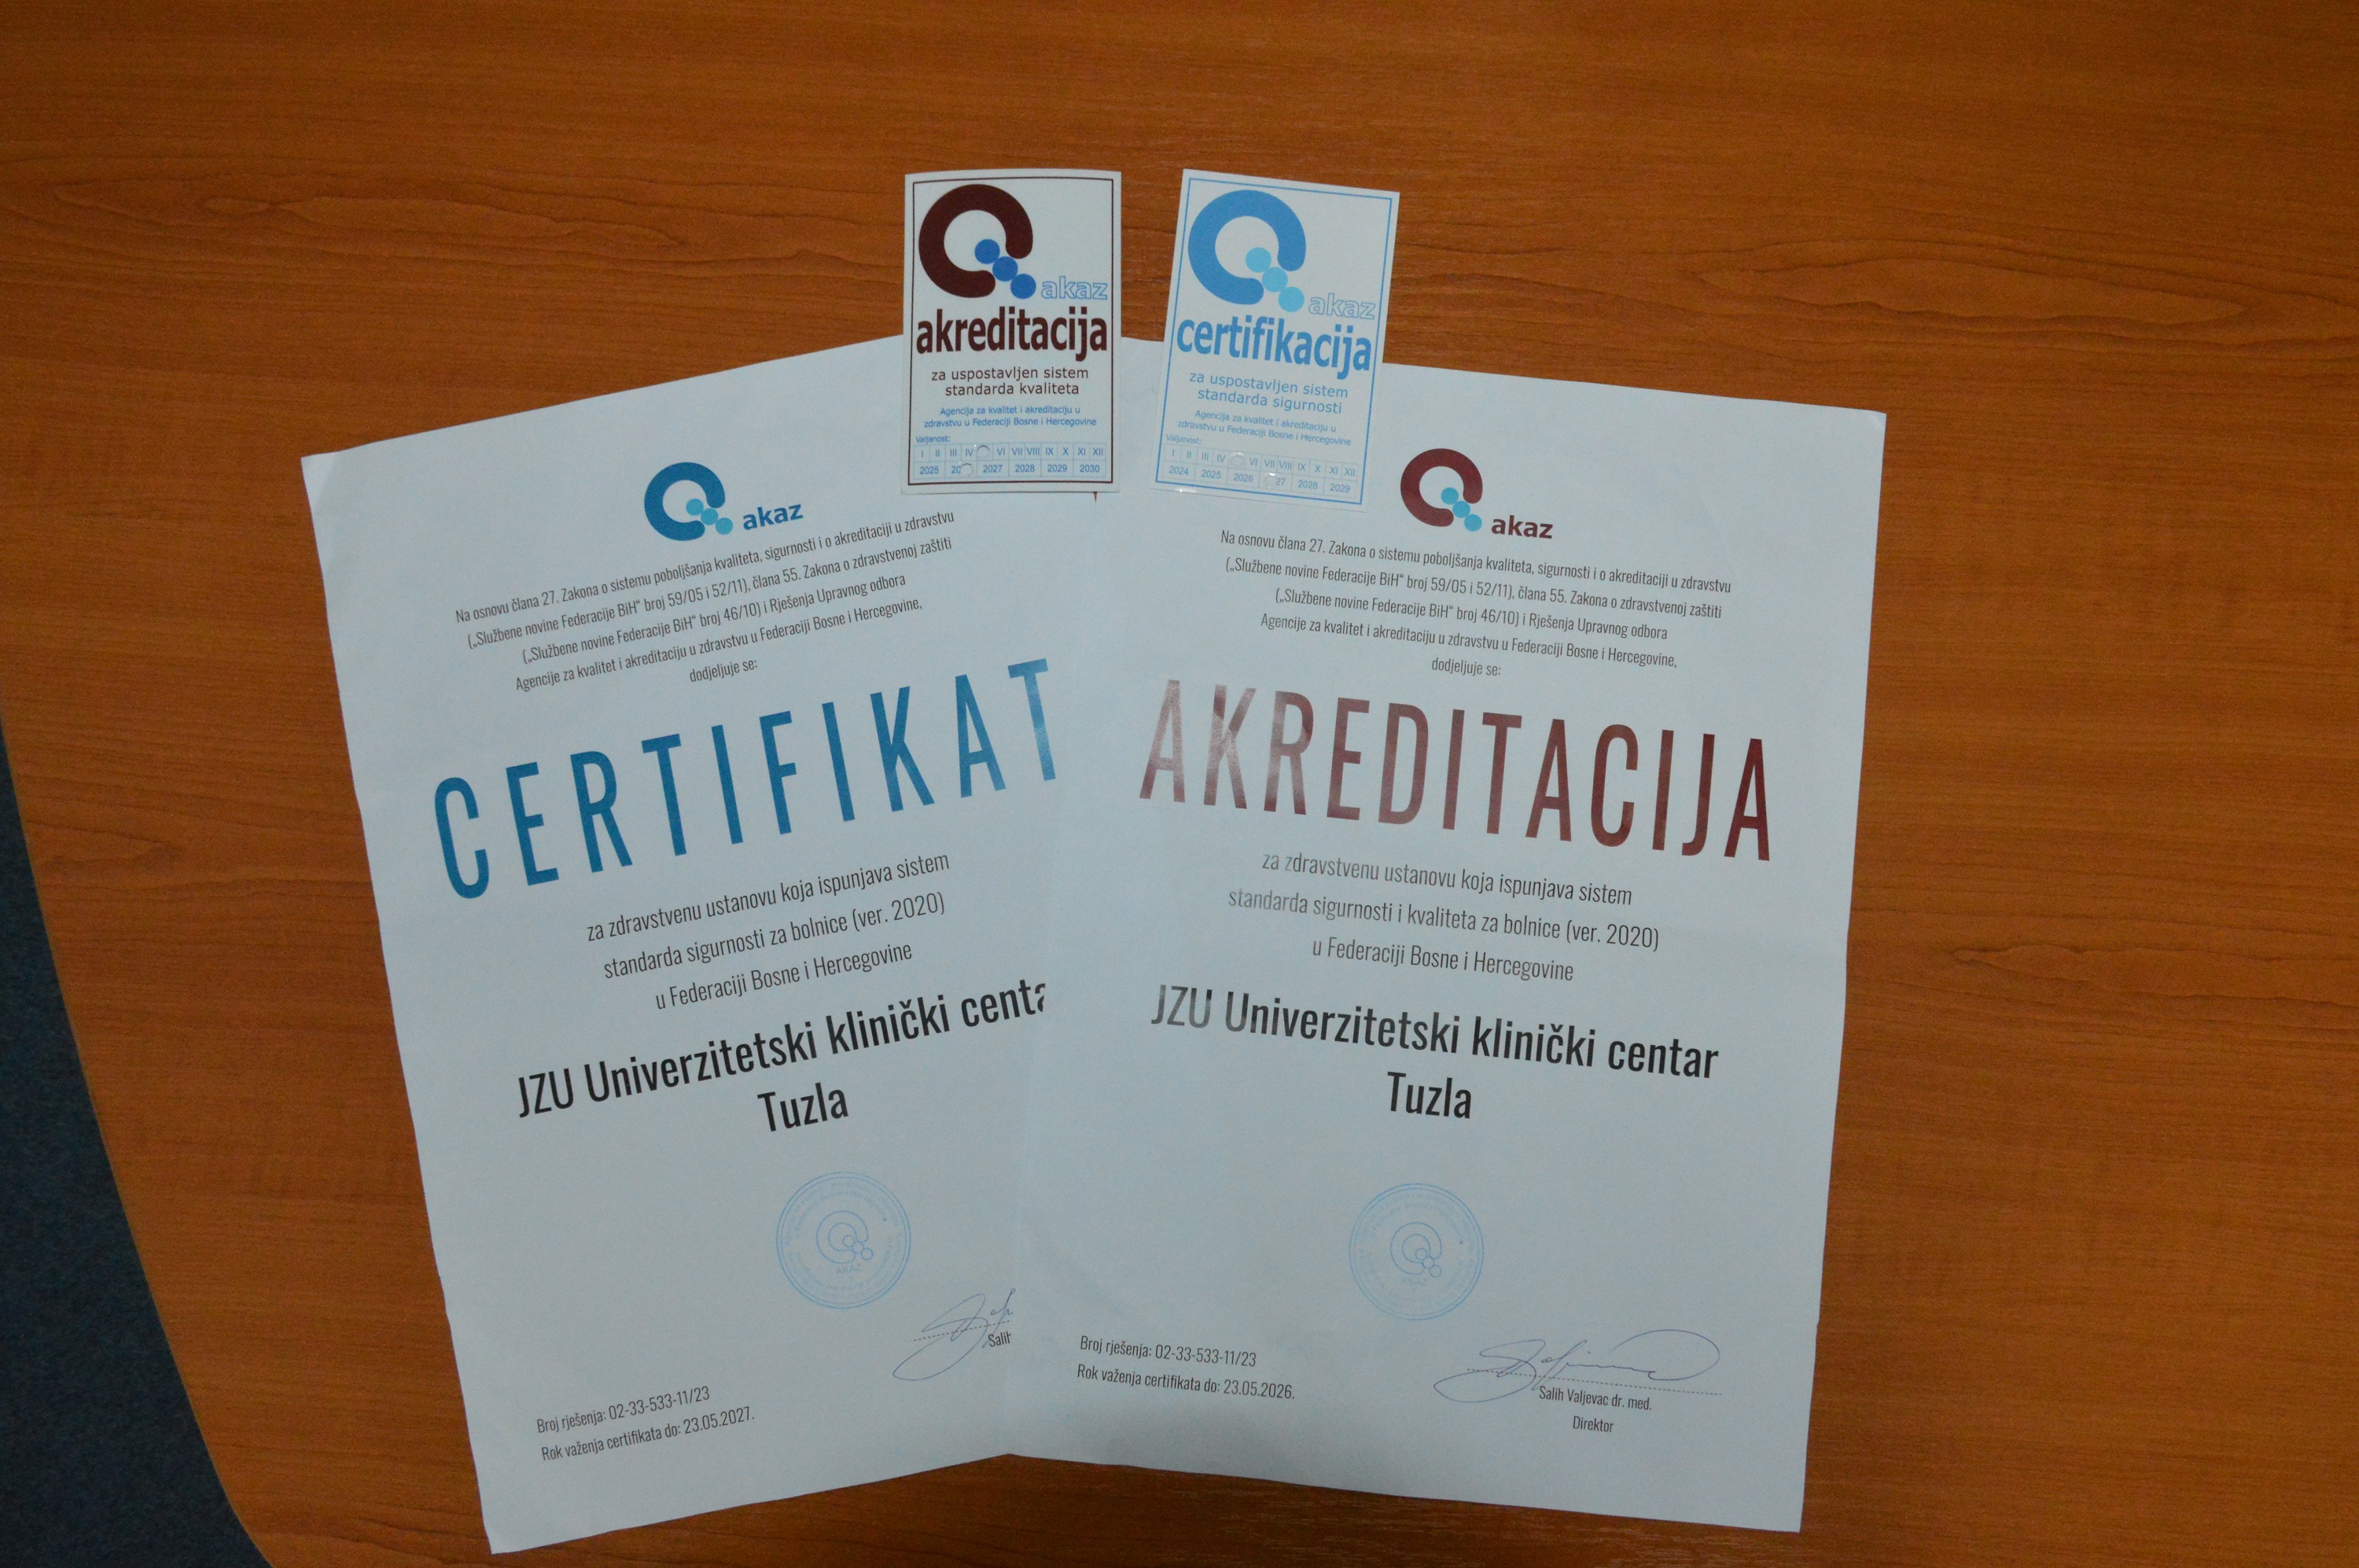 akaz
akreditacija
za uspostavljen sistem
standarda kvaliteta
Agencija za kvalitet i akreditaciju u
zdravstvu u Federaciji Bosne i Hercegovine
Valjanost:
I II III IV VI VII VIII IX X XI XII
2025 20 2027 2028 2029 2030
akaz
certifikacija
za uspostavljen sistem
standarda sigurnosti
Agencija za kvalitet i akreditaciju u
zdravstvu u Federaciji Bosne i Hercegovine
Valjanost:
I II III IV VI VII VIII IX X XI XII
2024 2025 2026 27 2028 2029
akaz
Na osnovu člana 27. Zakona o sistemu poboljšanja kvaliteta, sigurnosti i o akreditaciji u zdravstvu
(„Službene novine Federacije BiH“ broj 59/05 i 52/11), člana 55. Zakona o zdravstvenoj zaštiti
(„Službene novine Federacije BiH“ broj 46/10) i Rješenja Upravnog odbora
Agencije za kvalitet i akreditaciju u zdravstvu u Federaciji Bosne i Hercegovine,
dodjeljuje se:
CERTIFIKAT
za zdravstvenu ustanovu koja ispunjava sistem
standarda sigurnosti za bolnice (ver. 2020)
u Federaciji Bosne i Hercegovine
JZU Univerzitetski klinički centa
Tuzla
AKAZ
Salih
Broj rješenja: 02-33-533-11/23
Rok važenja certifikata do: 23.05.2027.
akaz
Na osnovu člana 27. Zakona o sistemu poboljšanja kvaliteta, sigurnosti i o akreditaciji u zdravstvu
(„Službene novine Federacije BiH“ broj 59/05 i 52/11), člana 55. Zakona o zdravstvenoj zaštiti
(„Službene novine Federacije BiH“ broj 46/10) i Rješenja Upravnog odbora
Agencije za kvalitet i akreditaciju u zdravstvu u Federaciji Bosne i Hercegovine,
dodjeljuje se:
AKREDITACIJA
za zdravstvenu ustanovu koja ispunjava sistem
standarda sigurnosti i kvaliteta za bolnice (ver. 2020)
u Federaciji Bosne i Hercegovine
JZU Univerzitetski klinički centar
Tuzla
AKAZ
Broj rješenja: 02-33-533-11/23
Rok važenja certifikata do: 23.05.2026.
Salih Valjevac dr. med.
Direktor